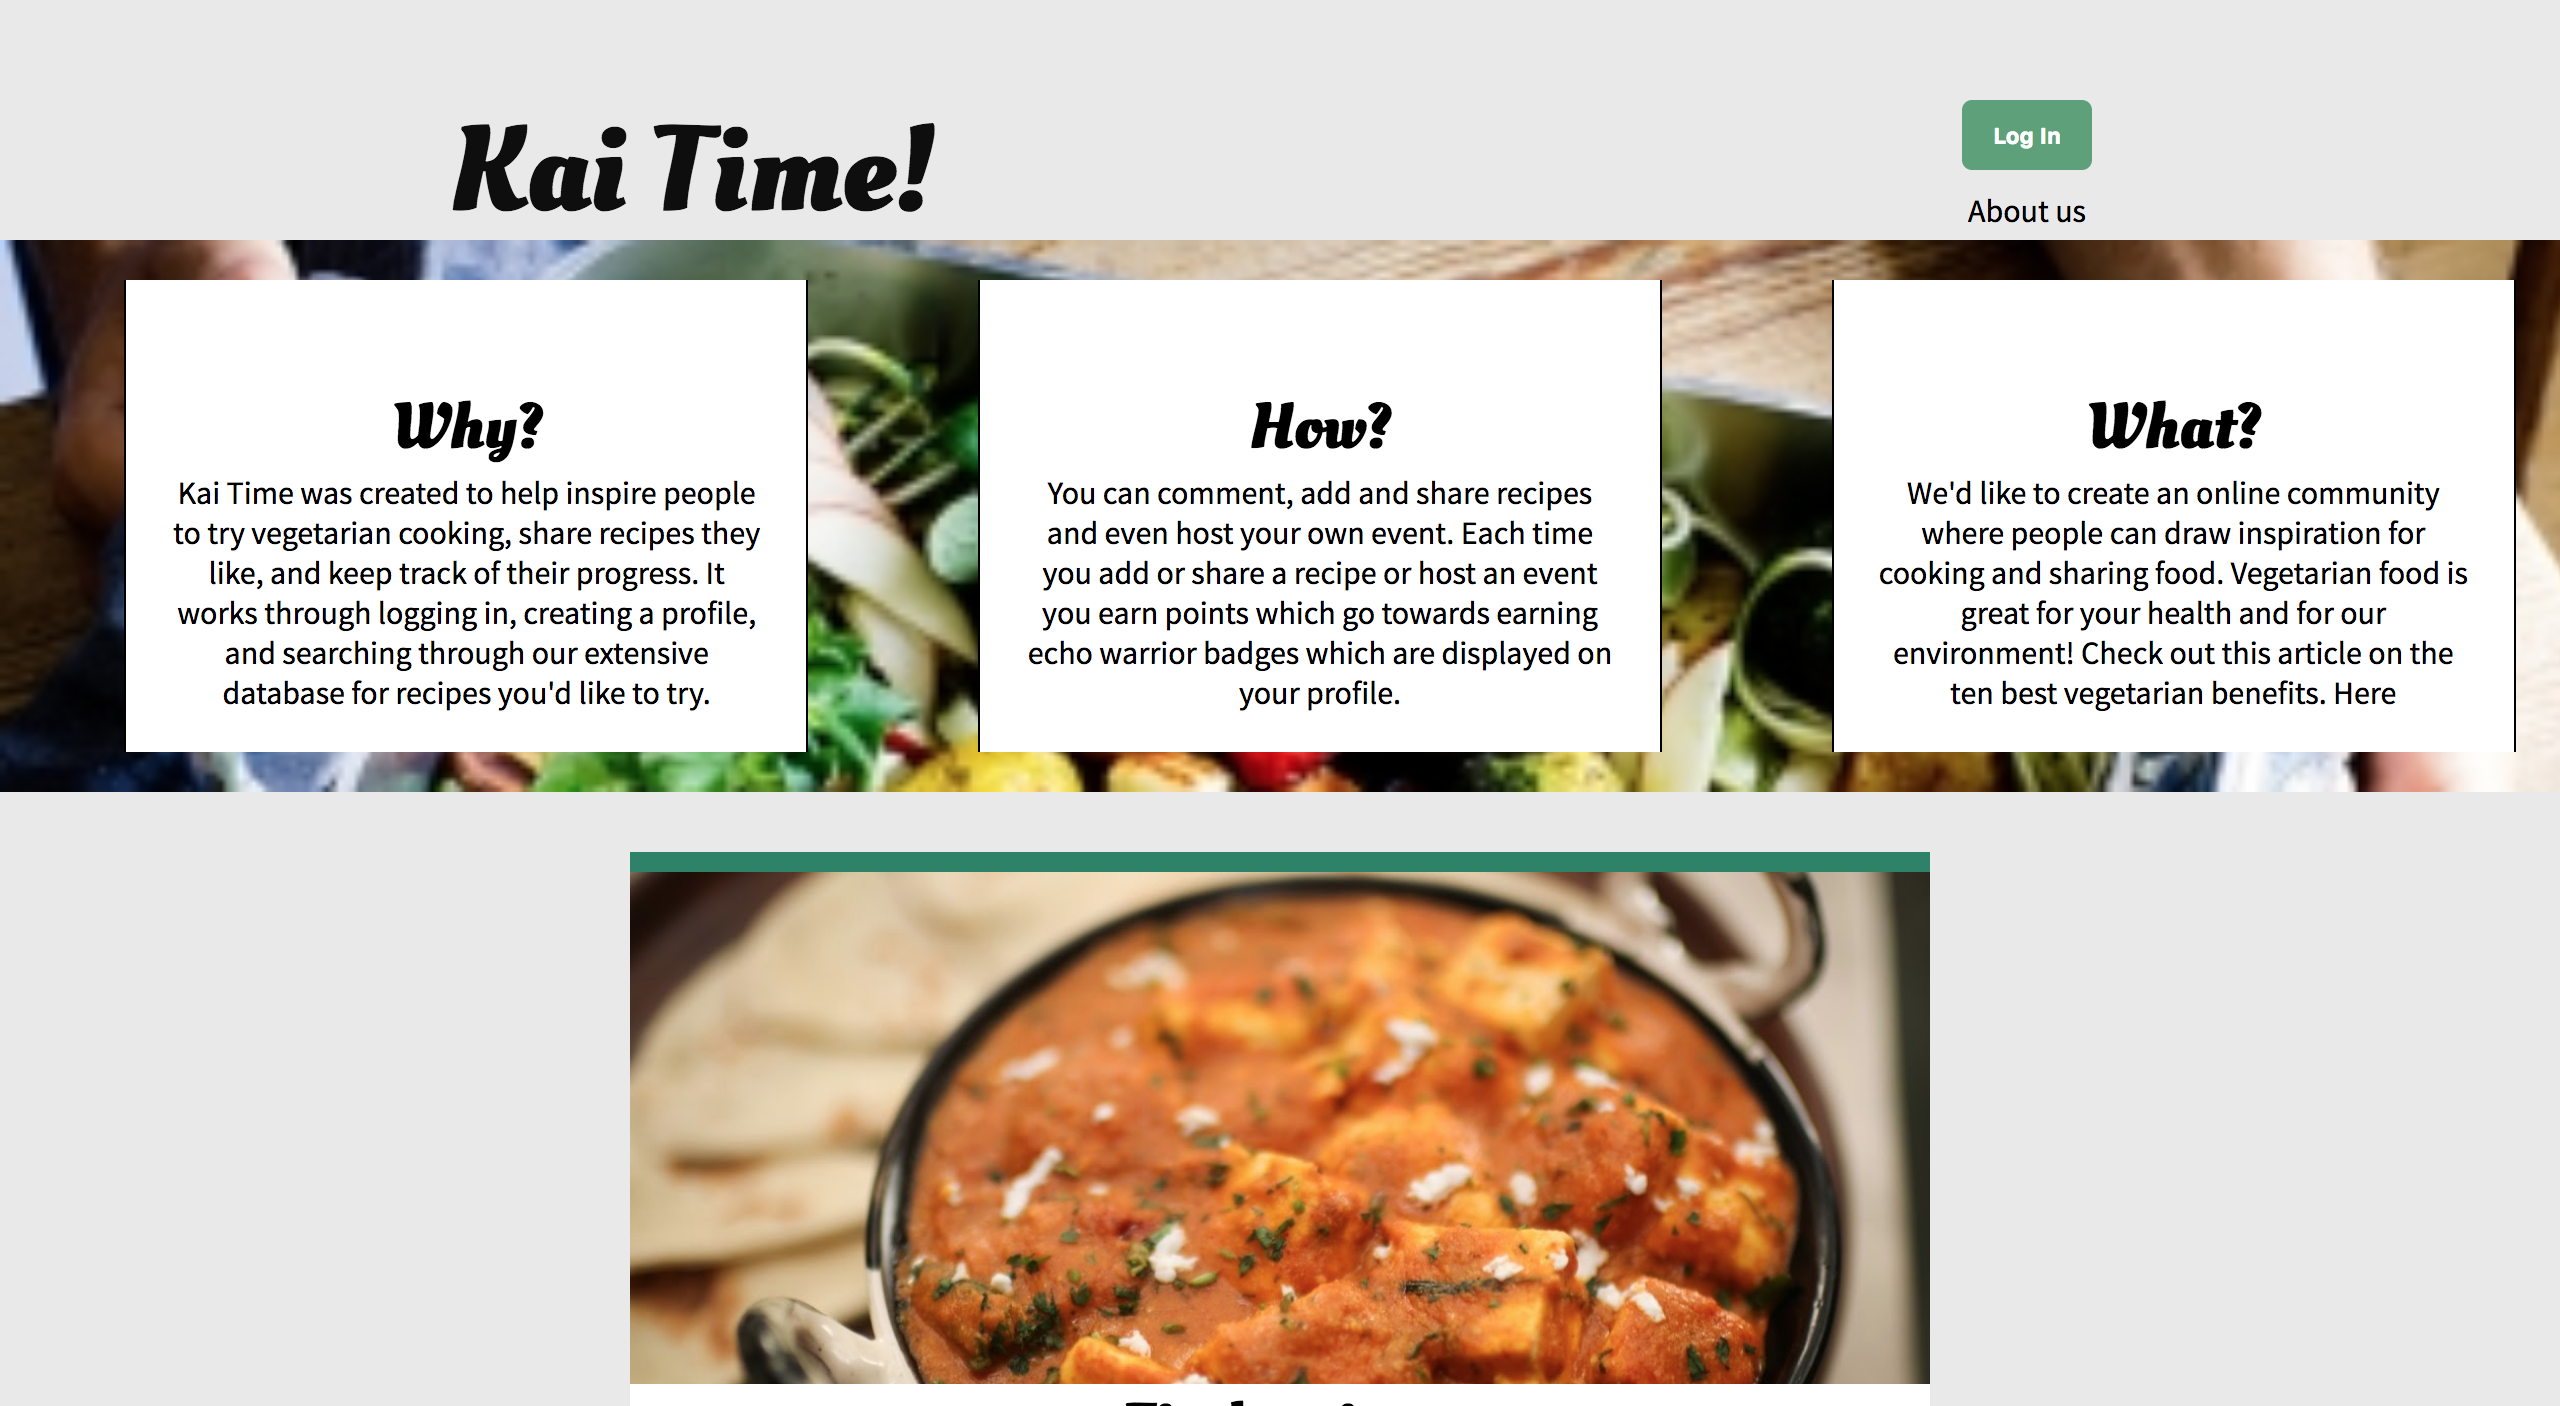 Kai Time!
Log In
About us
Why?
Kai Time was created to help inspire people
to try vegetarian cooking, share recipes they
like, and keep track of their progress. It
works through logging in, creating a profile,
and searching through our extensive
database for recipes you'd like to try.
How?
You can comment, add and share recipes
and even host your own event. Each time
you add or share a recipe or host an event
you earn points which go towards earning
echo warrior badges which are displayed on
your profile.
What?
We'd like to create an online community
where people can draw inspiration for
cooking and sharing food. Vegetarian food is
great for your health and for our
environment! Check out this article on the
ten best vegetarian benefits. Here